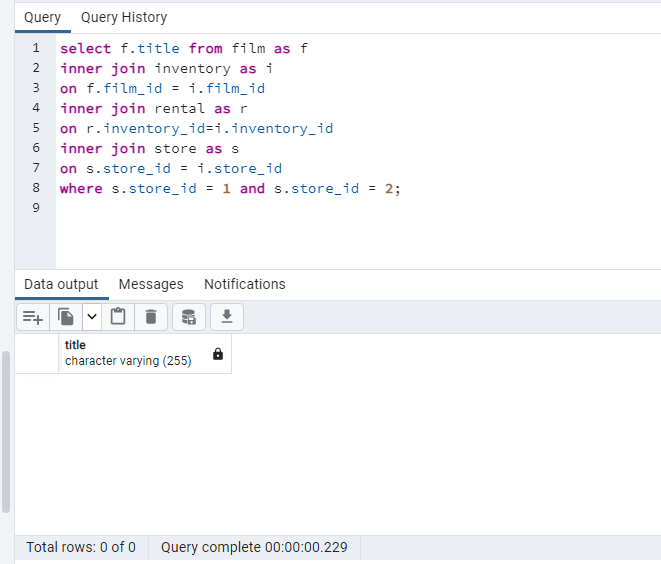 Query Query History
1 select f.title from film as f
2 inner join inventory as i
3 on f.film_id = i.film_id
4 inner join rental as r
5 on r.inventory_id=i.inventory_id
6 inner join store as s
7 on s.store_id = i.store_id
8 where s.store_id = 1 and s.store_id = 2;
9
Data output Messages Notifications
title
character varying (255)
Total rows: 0 of 0 Query complete 00:00:00.229